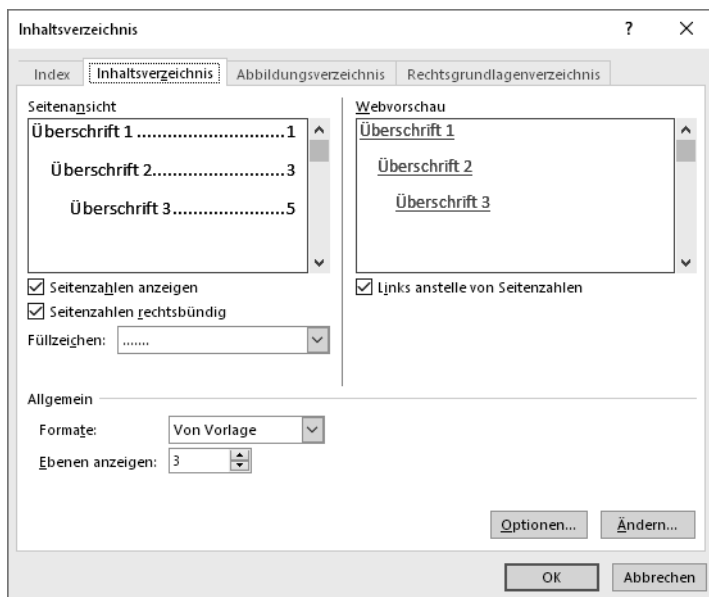 Inhaltsverzeichnis ? ×
Index Inhaltsverzeichnis Abbildungsverzeichnis Rechtsgrundlagenverzeichnis
Seitenansicht
Überschrift 1 ............................ 1
Überschrift 2......................... 3
Überschrift 3...................... 5
Seitenzahlen anzeigen
Seitenzahlen rechtsbündig
Füllzeichen: .......
Webvorschau
Überschrift 1
Überschrift 2
Überschrift 3
Links anstelle von Seitenzahlen
Allgemein
Formate: Von Vorlage
Ebenen anzeigen: 3
Optionen... Ändern...
OK Abbrechen